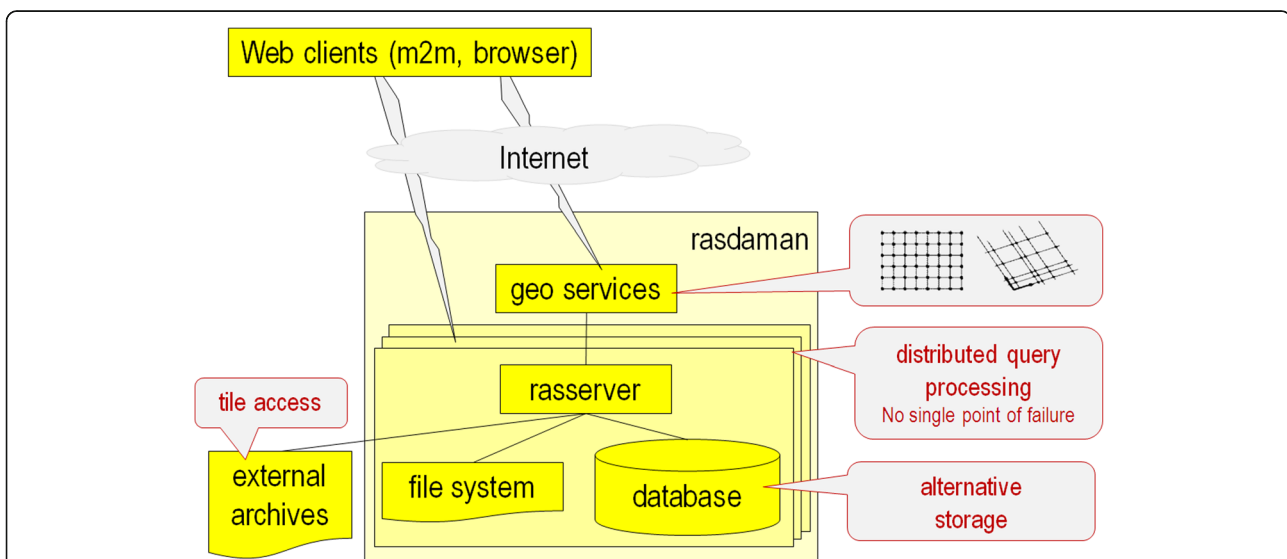 Web clients (m2m, browser)
Internet
rasdaman
geo services
distributed query
processing
No single point of failure
rasserver
tile access
external
archives
file system
database
alternative
storage